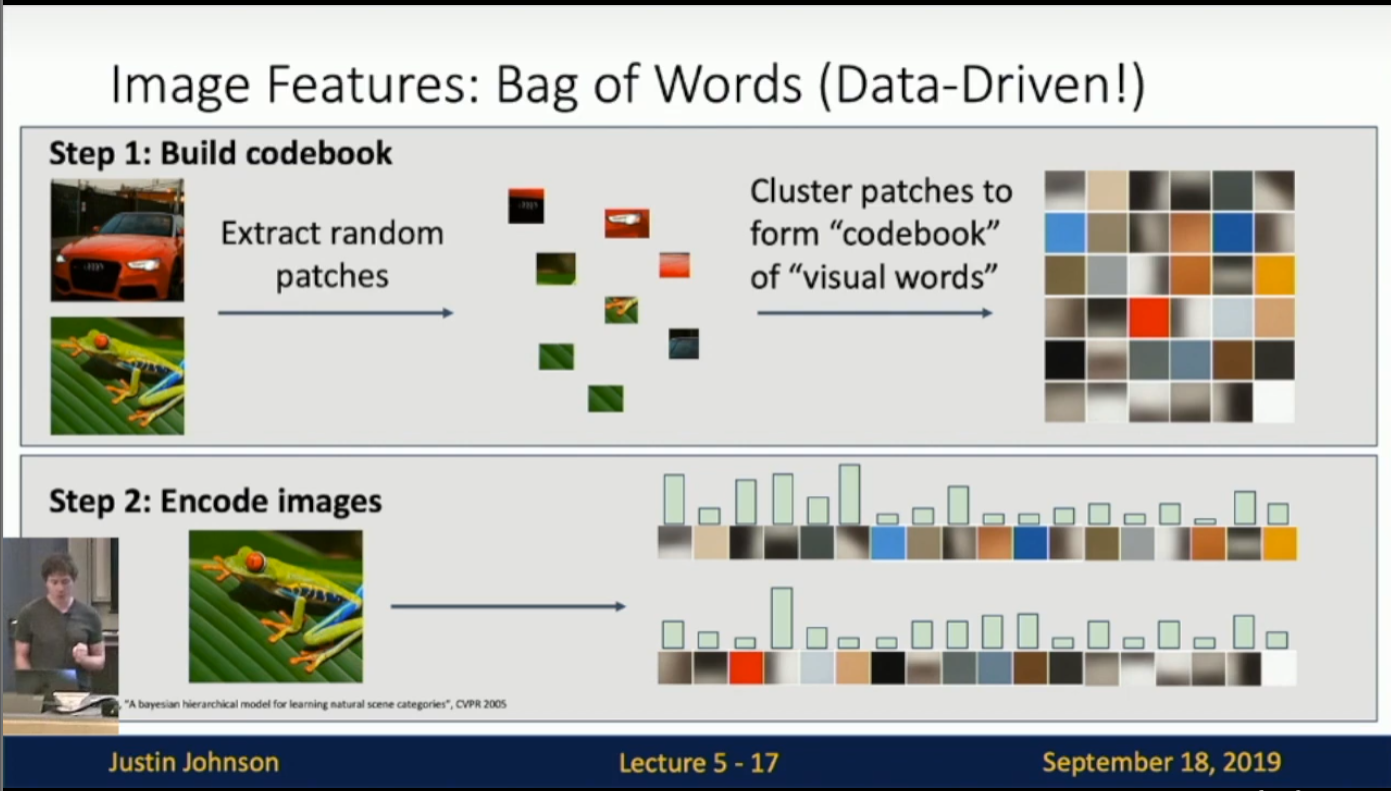 Image Features: Bag of Words (Data-Driven!)
Step 1: Build codebook
Extract random
patches
Cluster patches to
form “codebook”
of “visual words”
Step 2: Encode images
, "A bayesian hierarchical model for learning natural scene categories", CVPR 2005
Justin Johnson
Lecture 5 - 17
September 18, 2019